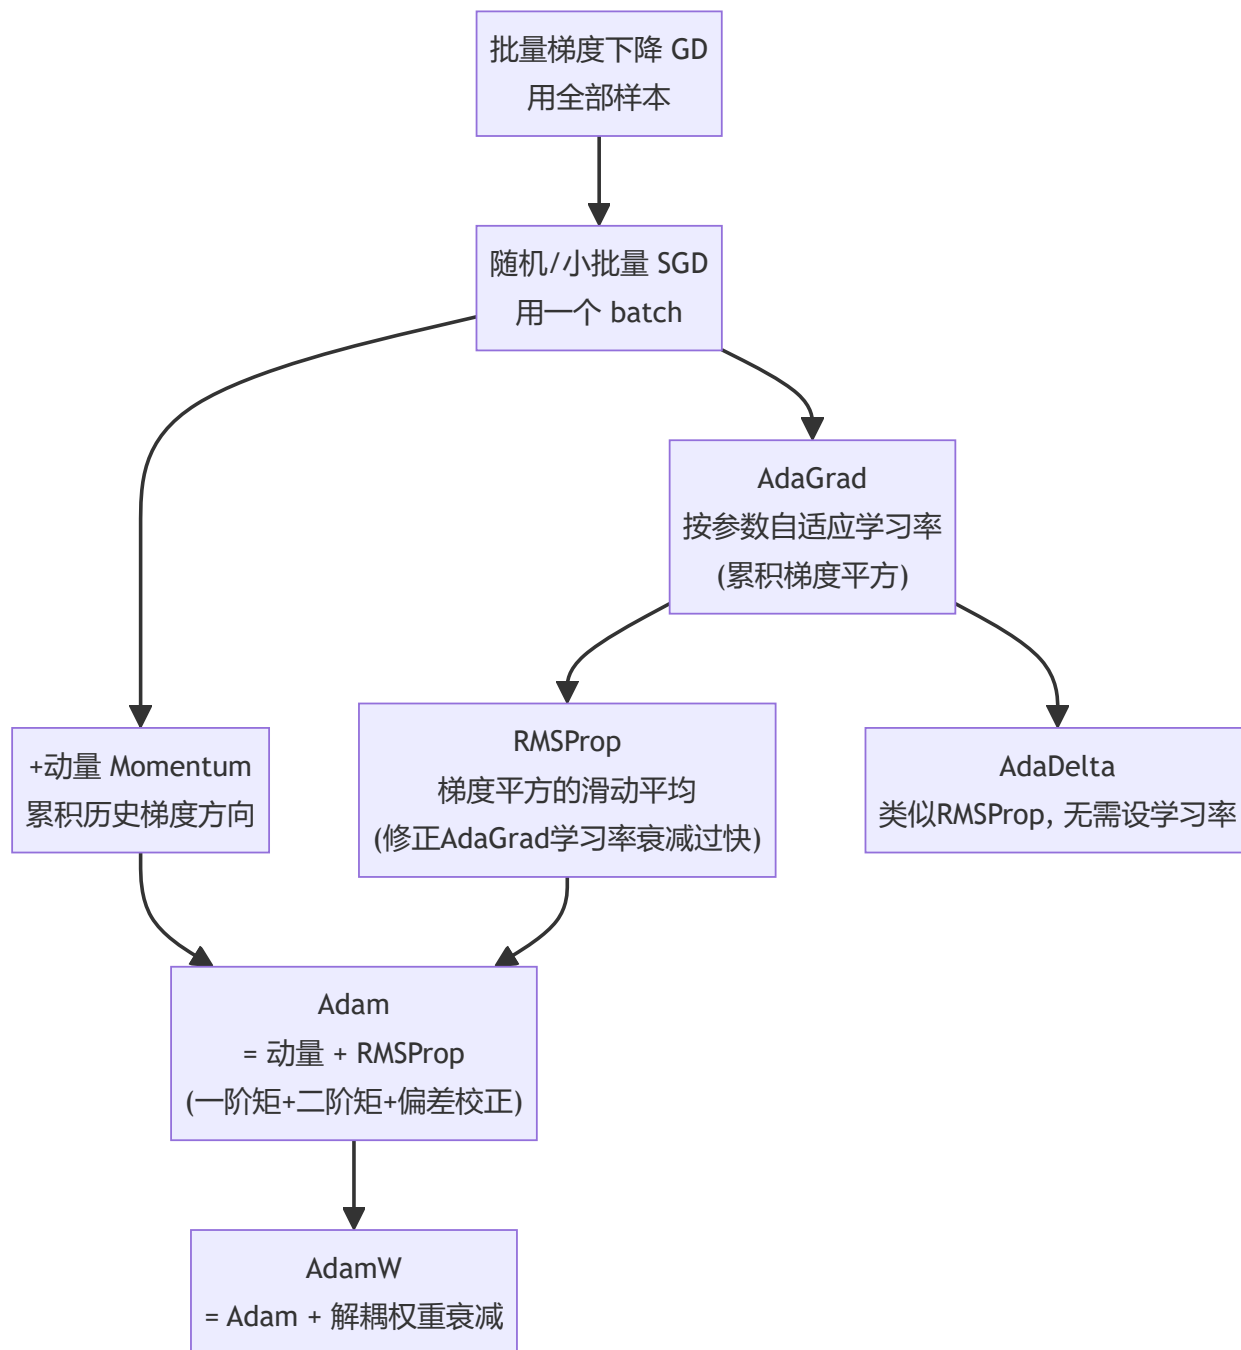 批量梯度下降 GD
用全部样本
随机/小批量 SGD
用一个 batch
AdaGrad
按参数自适应学习率
(累积梯度平方)
+动量 Momentum
累积历史梯度方向
RMSProp
梯度平方的滑动平均
(修正AdaGrad学习率衰减过快)
AdaDelta
类似RMSProp, 无需设学习率
Adam
= 动量 + RMSProp
(一阶矩+二阶矩+偏差校正)
AdamW
= Adam + 解耦权重衰减